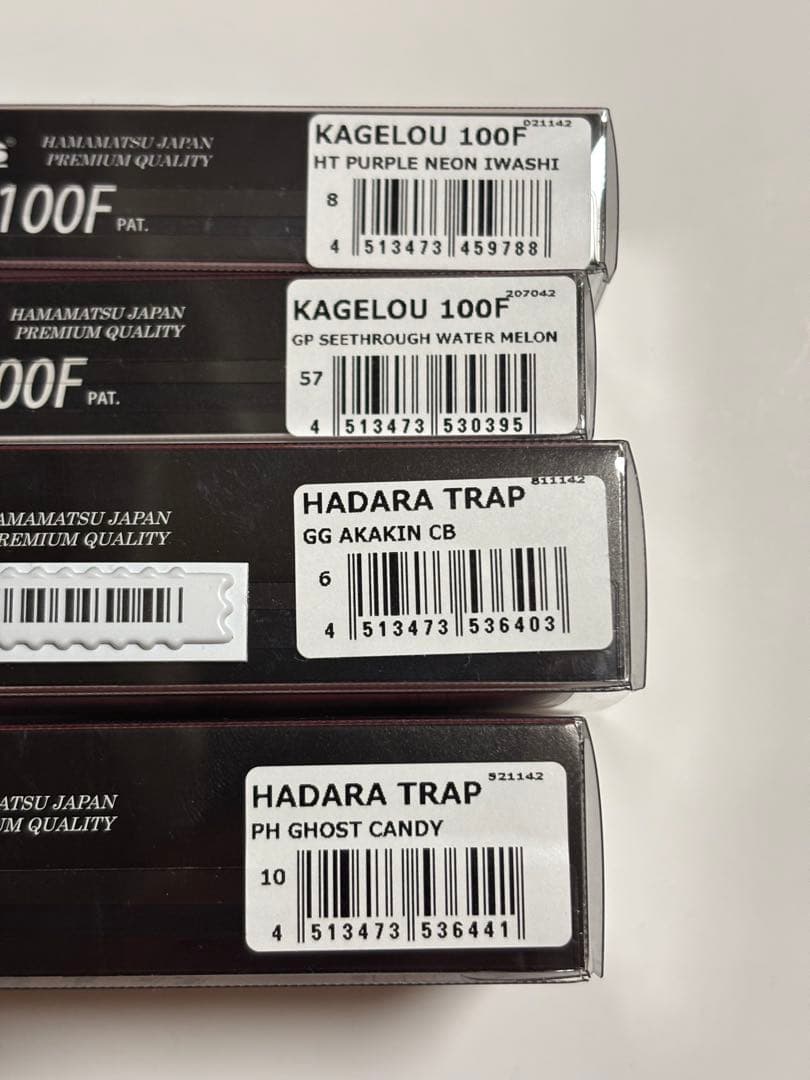 HAMAMATSU JAPAN
PREMIUM QUALITY
100F PAT.
KAGELOU 100F 021142
HT PURPLE NEON IWASHI
8
4 513473 459788
HAMAMATSU JAPAN
PREMIUM QUALITY
00F PAT.
KAGELOU 100F 207042
GP SEETHROUGH WATER MELON
57
4 513473 530395
AMAMATSU JAPAN
REMIUM QUALITY
HADARA TRAP 811142
GG AKAKIN CB
6
4 513473 536403
ATSU JAPAN
UM QUALITY
HADARA TRAP 921142
PH GHOST CANDY
10
4 513473 536441